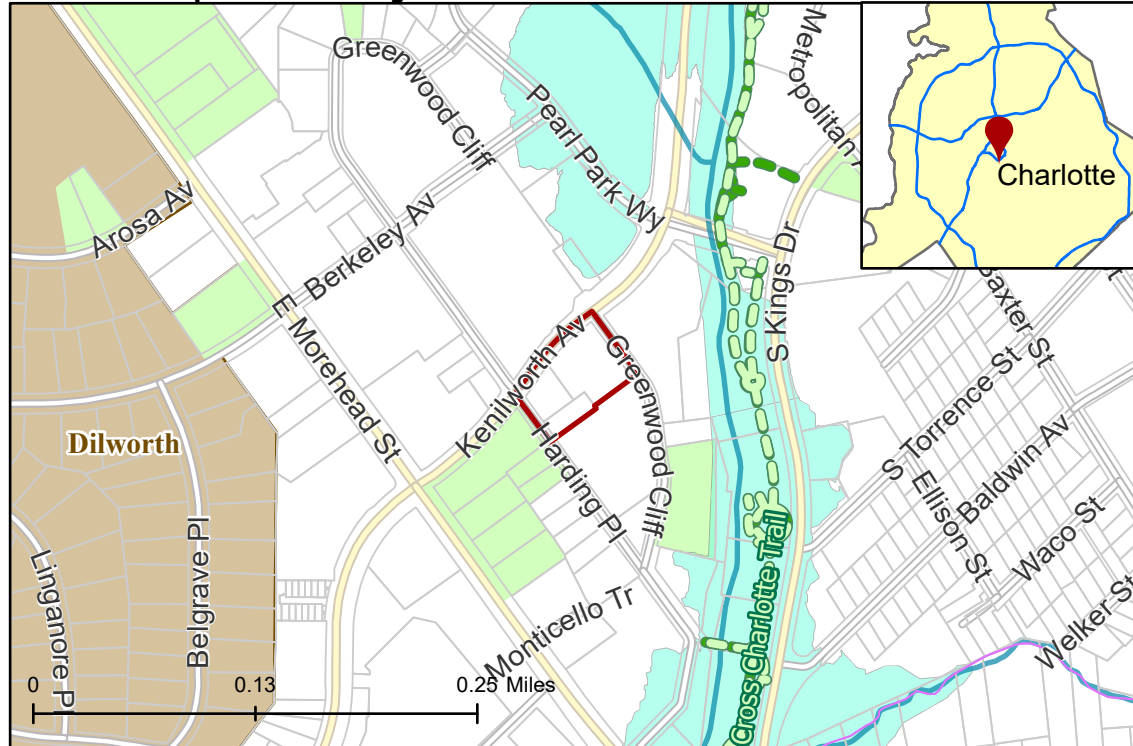 Greenwood Cliff
Pearl Park Wy
Metropolitan A
Charlotte
Arosa Av
Berkeley Av
E Morehead St
S Kings Dr
Baxter St
Kenilworth Av
Greenwood Cliff
S Torrence St
Dilworth
Harding Pl
Ellison St
Baldwin Av
Waco St
Belgrave Pl
Linganore Pl
Monticello Tr
Cross Charlotte Trail
Welker St
0 0.13 0.25 Miles